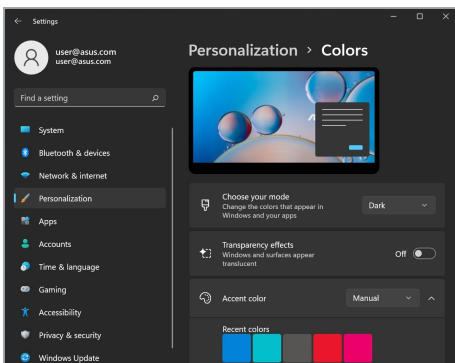 Settings
user@asus.com
user@asus.com
Find a setting
System
Bluetooth & devices
Network & internet
Personalization
Apps
Accounts
Time & language
Gaming
Accessibility
Privacy & security
Windows Update
Personalization > Colors
Choose your mode
Change the colors that appear in
Windows and your apps
Dark
Transparency effects
Windows and surfaces appear
translucent
Off
Accent color
Manual
Recent colors